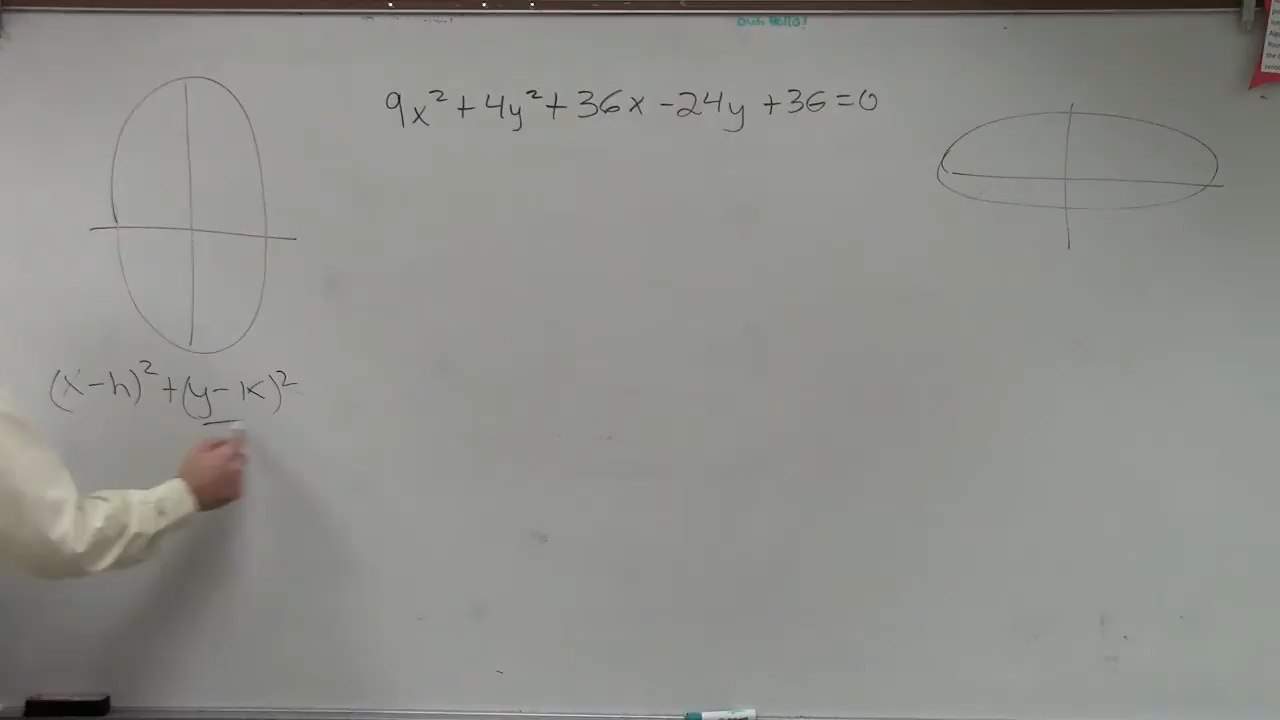 9x² + 4y² + 36x - 24y + 36 = 0
(x - h)² + (y - k)²